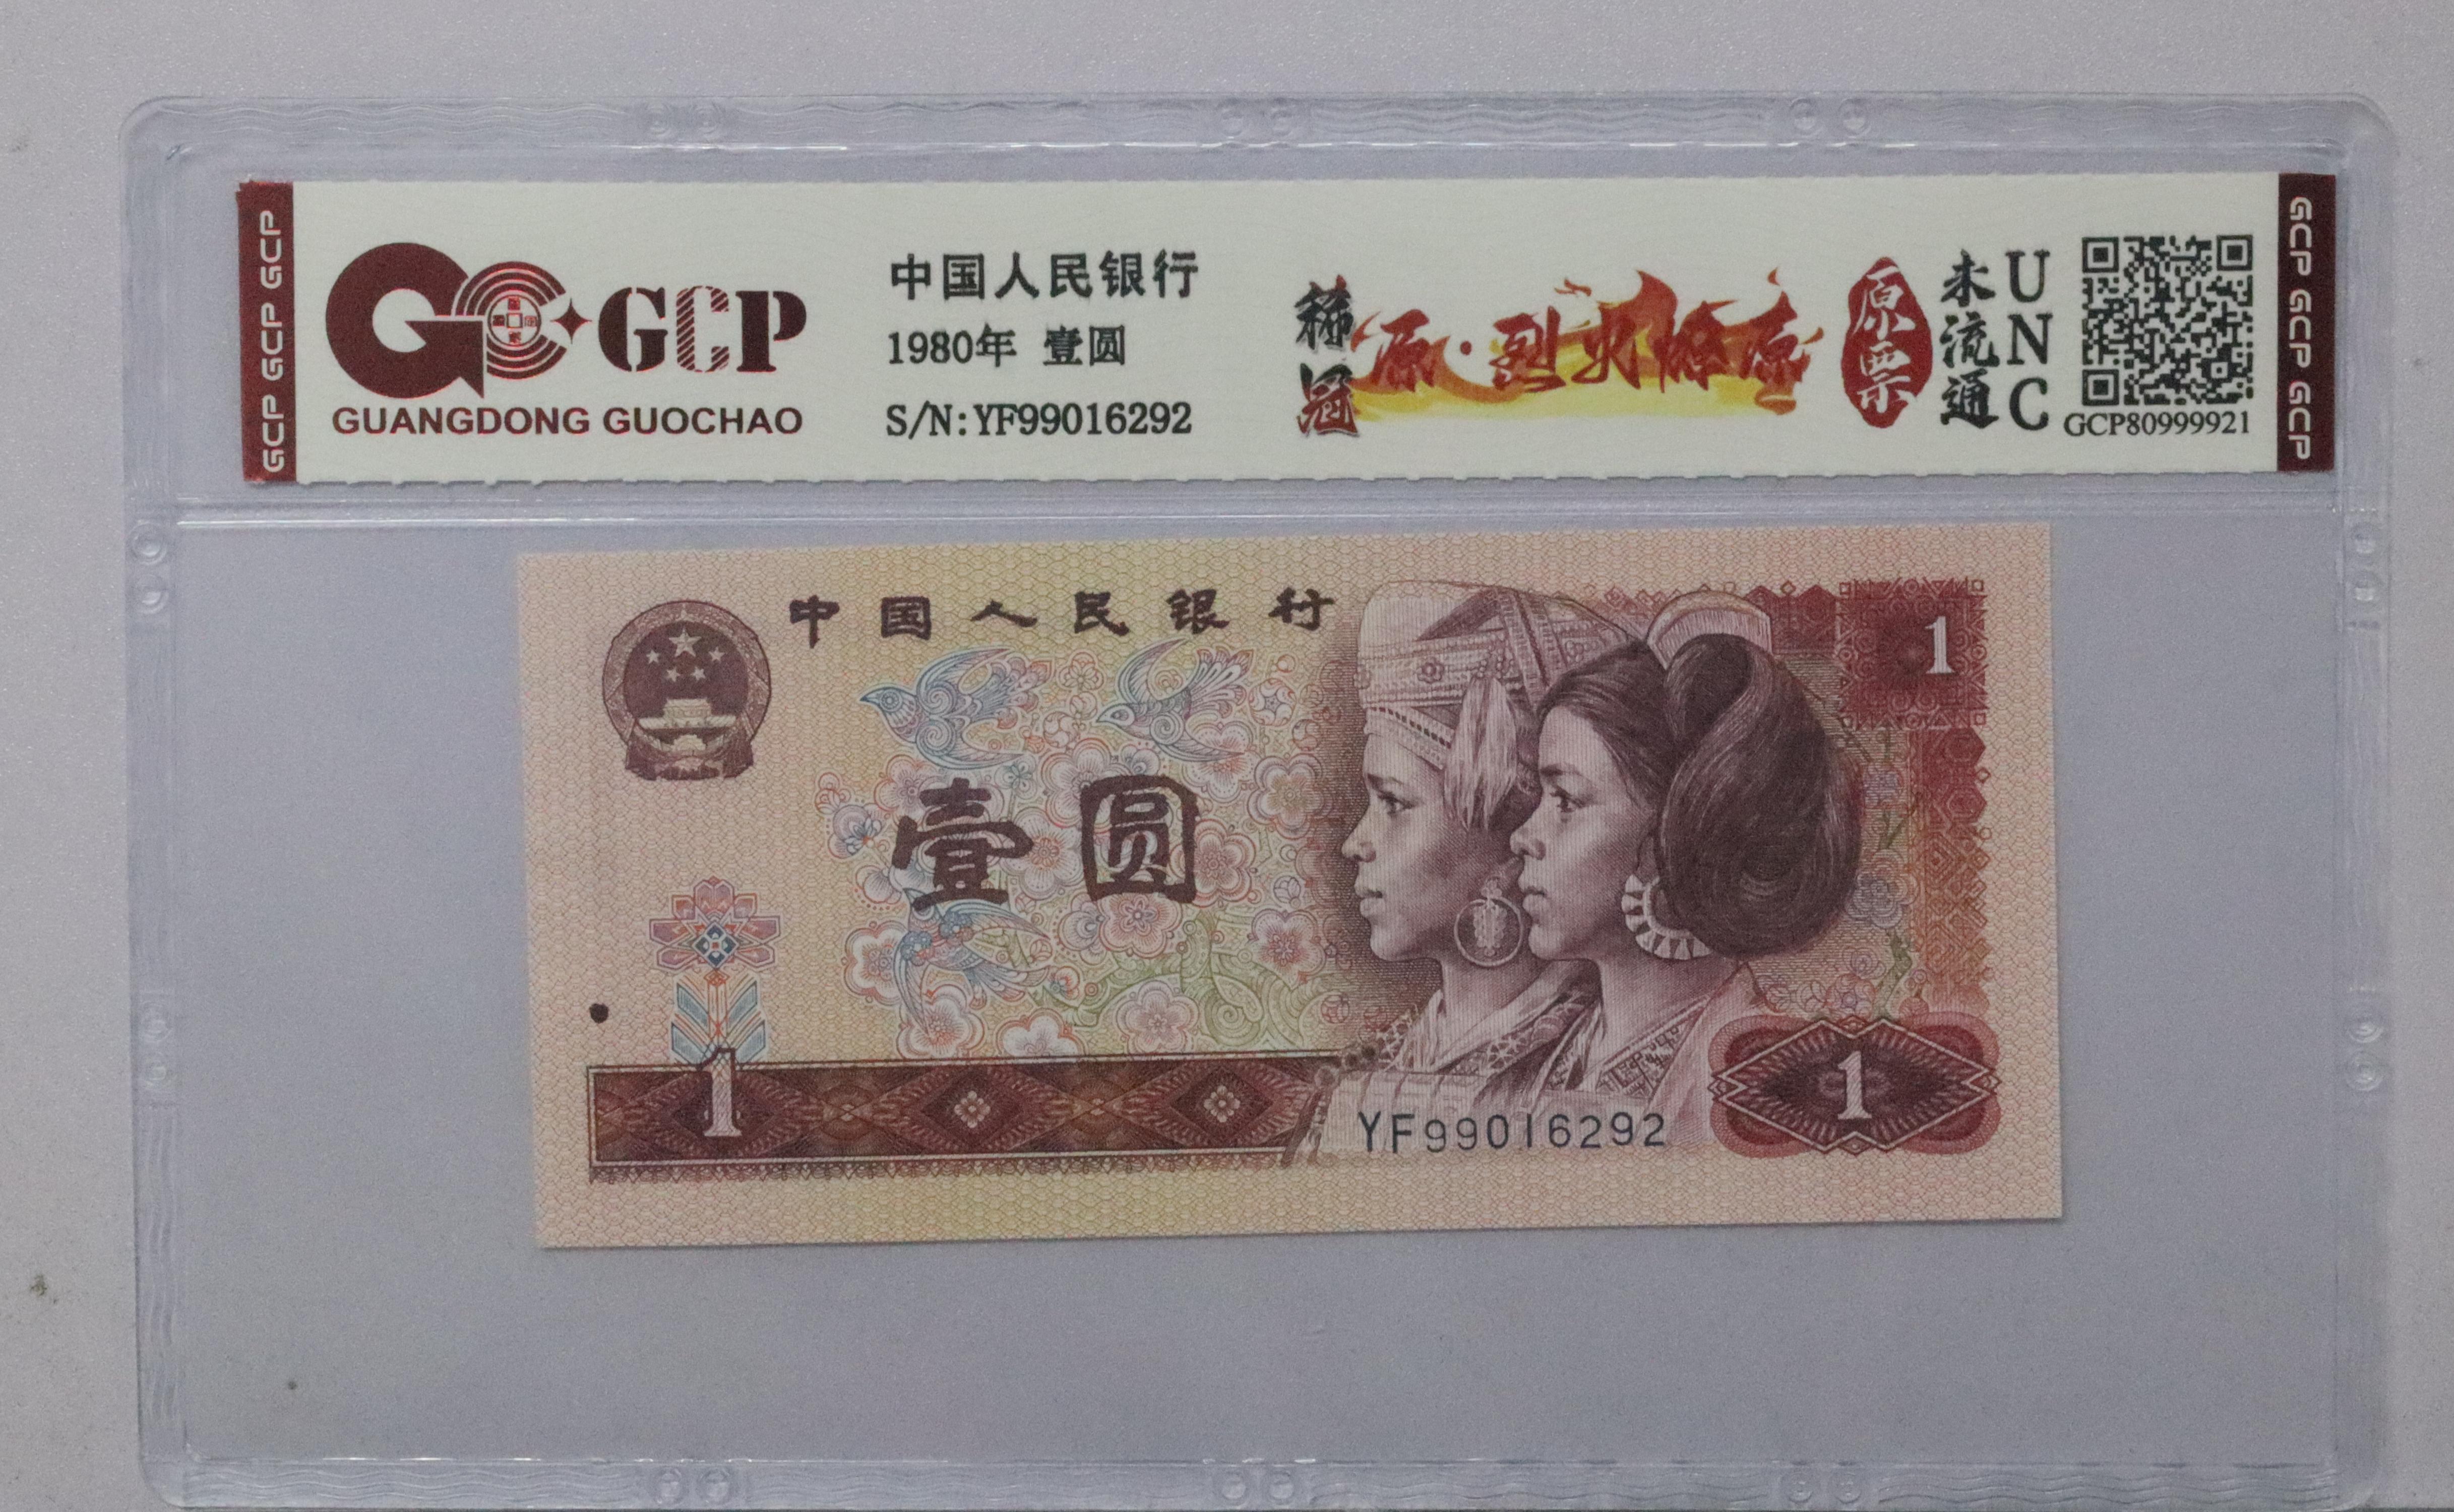 GCP GCP GCP
GCP
GUANGDONG GUOCHAO
中国人民银行
1980年 壹圆
S/N:YF99016292
稀冠
原·烈火燎原
原票
未流通
UNC
GCP80999921
GCP GCP GCP
中国人民银行
1
壹圆
1
YF99016292
1